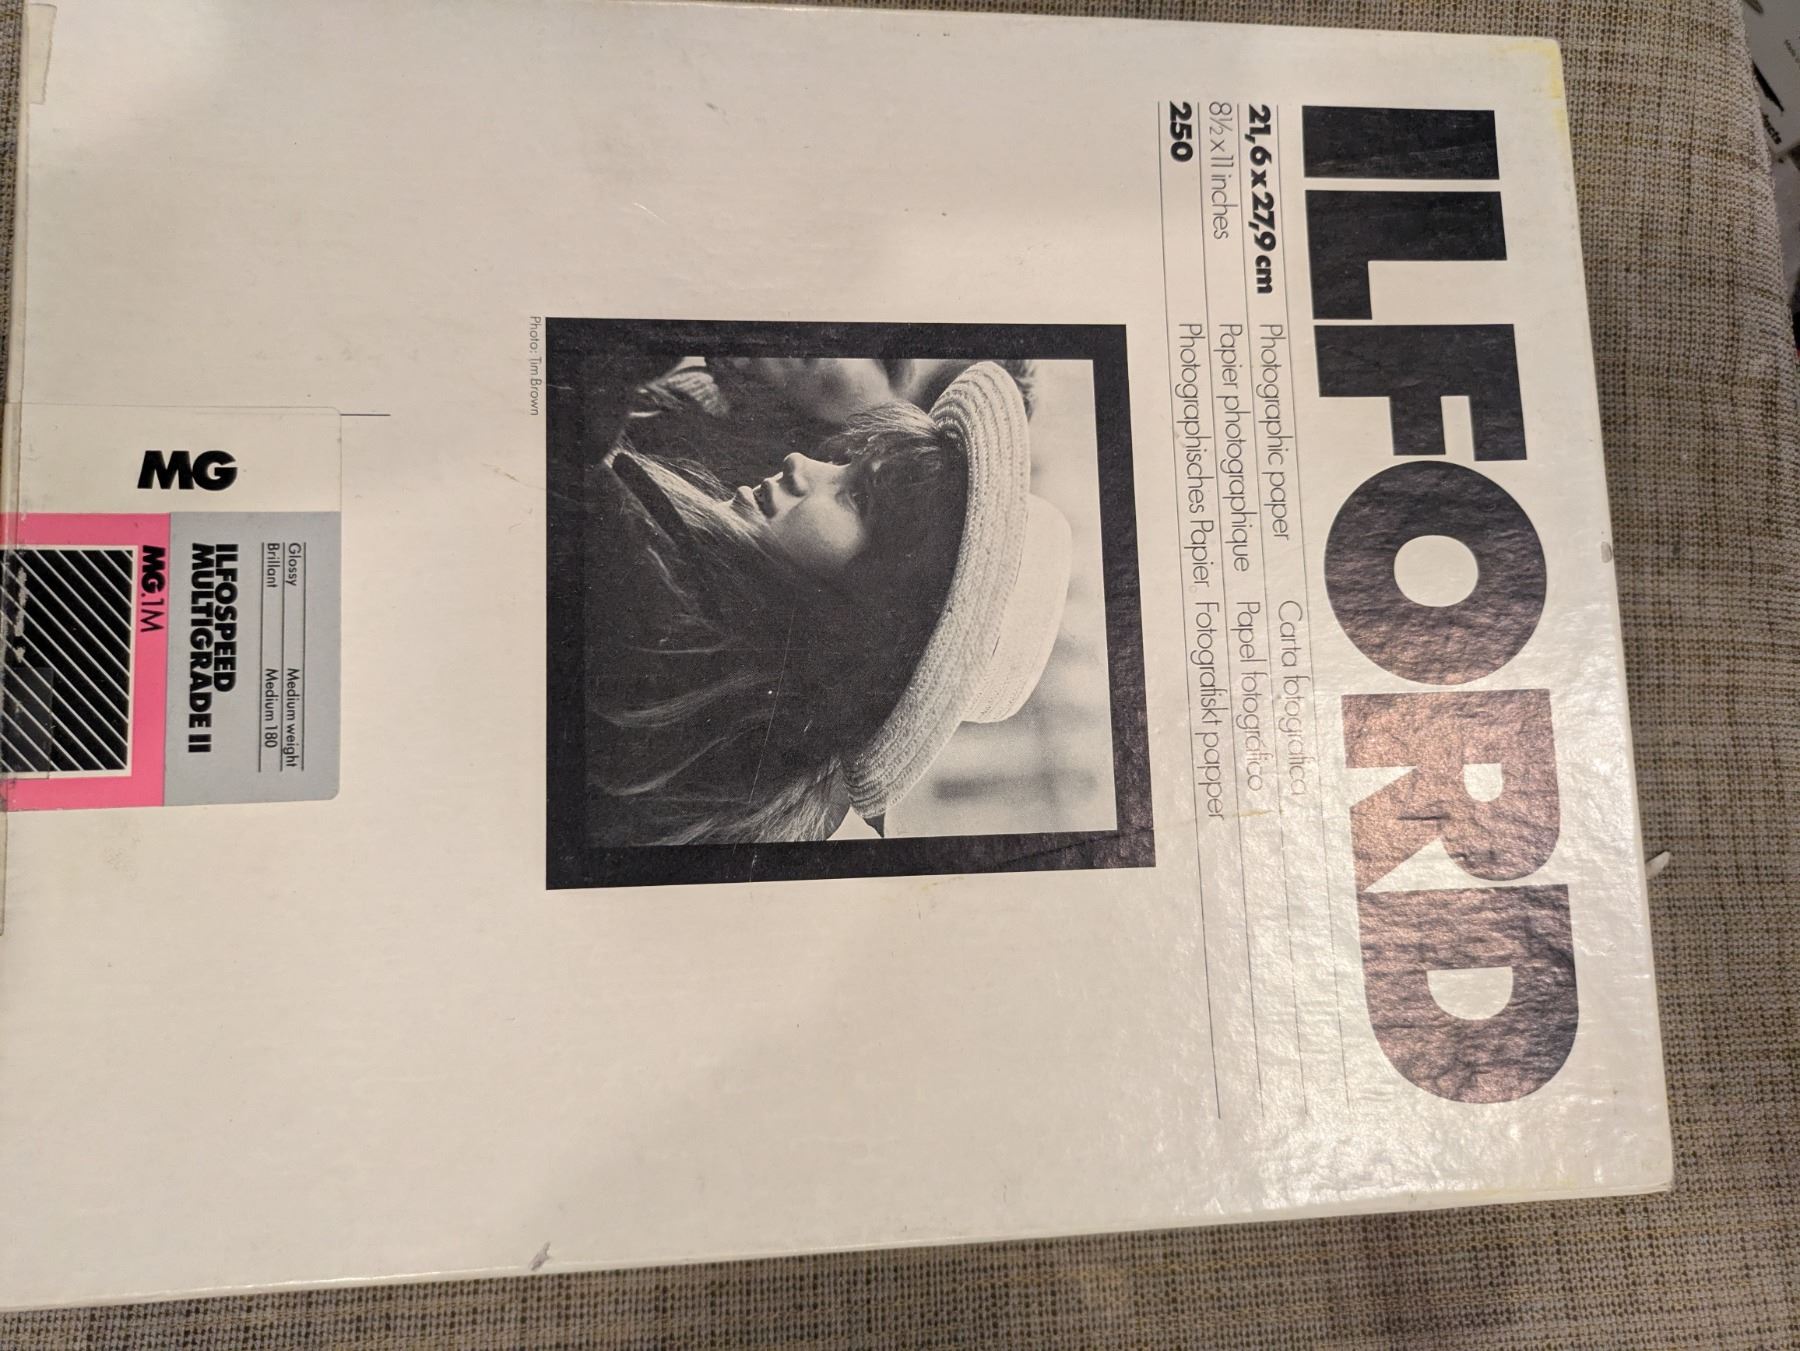 ILFORD
21,6 x 27,9 cm Photographic paper Carta fotografica
8½ x 11 inches Papier photographique Papel fotográfico
250 Photographisches Papier Fotografiskt papper
Photo: Tim Brown
MG
Glossy Medium weight
Brillant Medium 180
ILFOSPEED
MULTIGRADE II
MG.1M